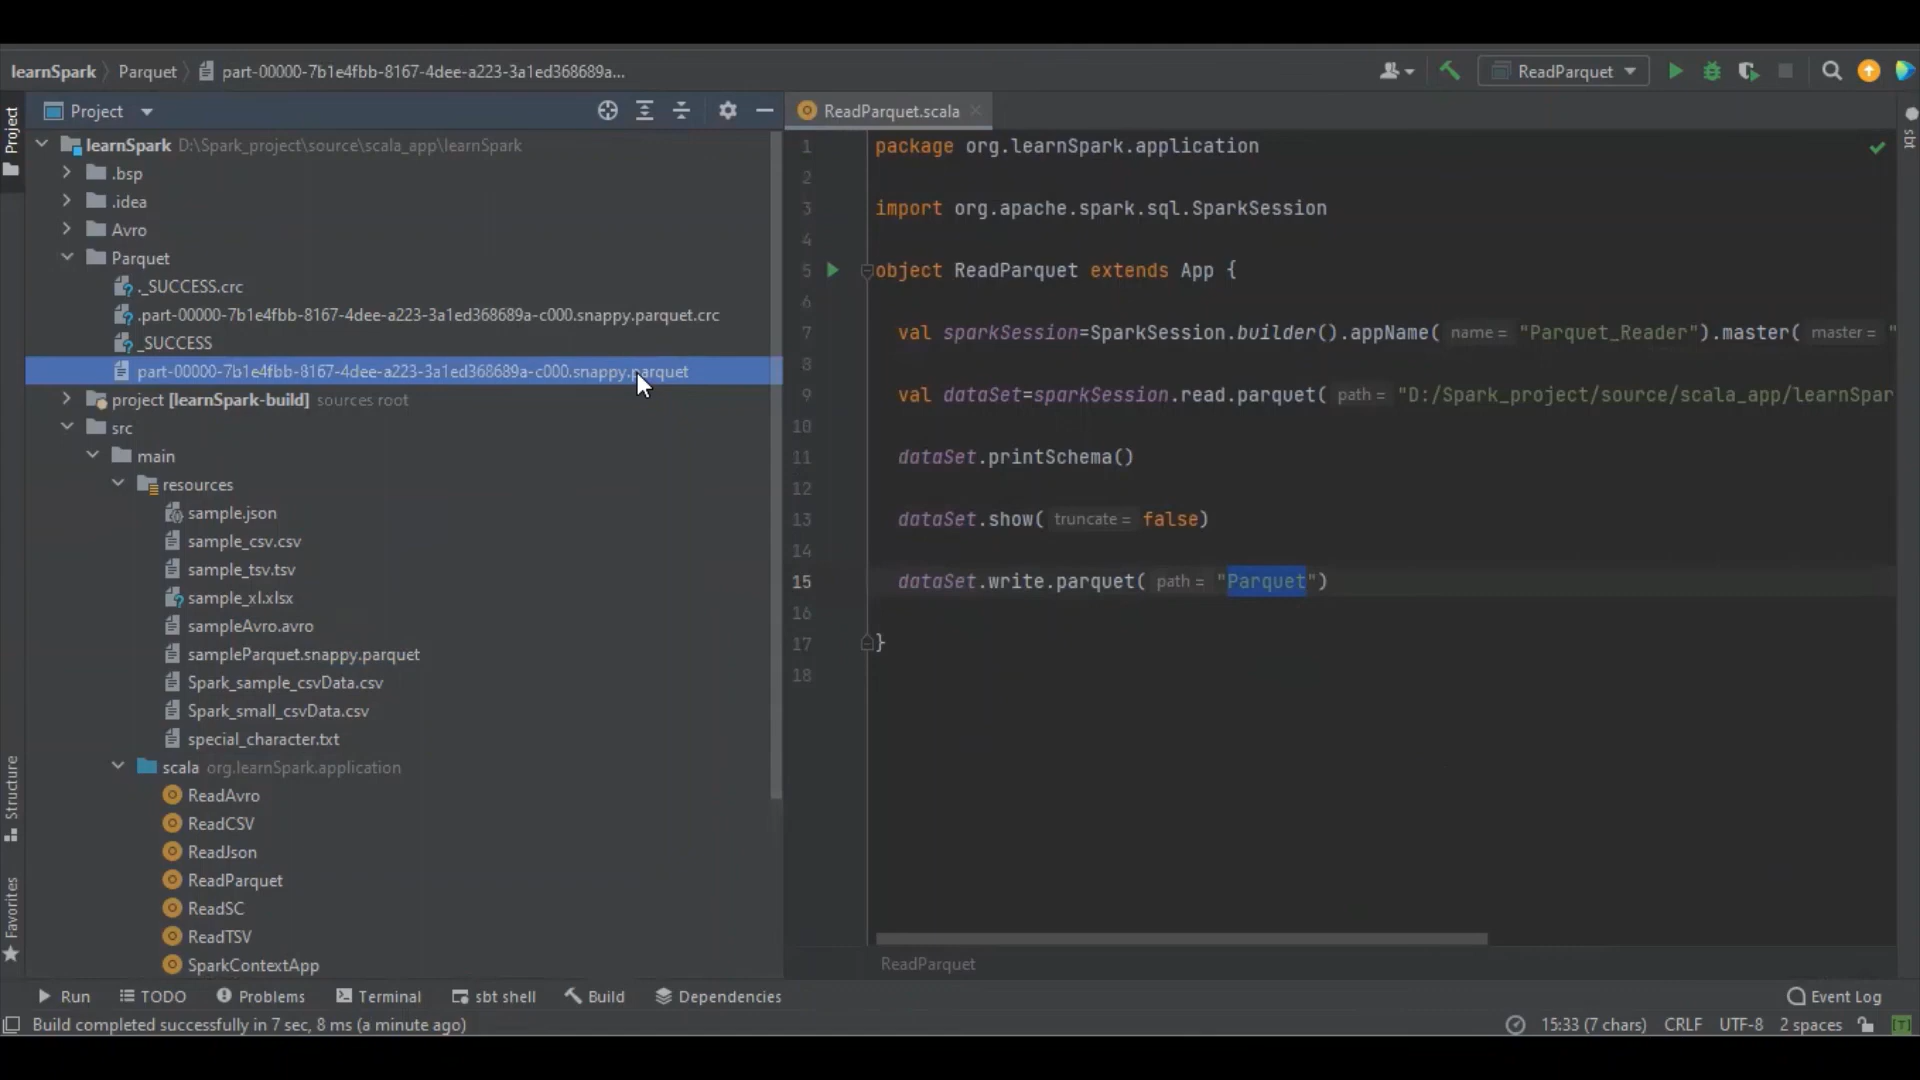 learnSpark Parquet part-00000-7b1e4fbb-8167-4dee-a223-3a1ed368689a... ReadParquet
Project
Project
ReadParquet.scala
sbt
learnSpark D:\Spark_project\source\scala_app\learnSpark
.bsp
.idea
Avro
Parquet
._SUCCESS.crc
.part-00000-7b1e4fbb-8167-4dee-a223-3a1ed368689a-c000.snappy.parquet.crc
_SUCCESS
part-00000-7b1e4fbb-8167-4dee-a223-3a1ed368689a-c000.snappy.parquet
project [learnSpark-build] sources root
src
main
resources
sample.json
sample_csv.csv
sample_tsv.tsv
sample_xl.xlsx
sampleAvro.avro
sampleParquet.snappy.parquet
Spark_sample_csvData.csv
Spark_small_csvData.csv
special_character.txt
scala org.learnSpark.application
ReadAvro
ReadCSV
ReadJson
ReadParquet
ReadSC
ReadTSV
SparkContextApp
Structure
Favorites
1 package org.learnSpark.application
2
3 import org.apache.spark.sql.SparkSession
4
5 object ReadParquet extends App {
6
7 val sparkSession=SparkSession.builder().appName( name = "Parquet_Reader").master( master = "
8
9 val dataSet=sparkSession.read.parquet( path = "D:/Spark_project/source/scala_app/learnSpar
10
11 dataSet.printSchema()
12
13 dataSet.show( truncate = false)
14
15 dataSet.write.parquet( path = "Parquet")
16
17 }
18
ReadParquet
Run TODO Problems Terminal sbt shell Build Dependencies Event Log
Build completed successfully in 7 sec, 8 ms (a minute ago) 15:33 (7 chars) CRLF UTF-8 2 spaces [T]